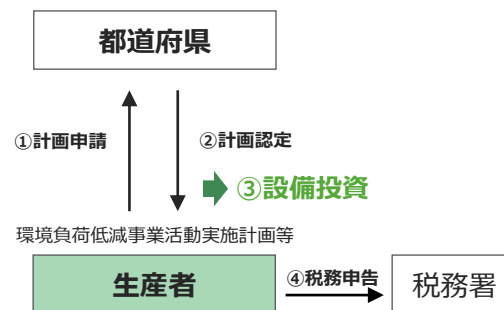 都道府県
①計画申請
②計画認定
③設備投資
環境負荷低減事業活動実施計画等
生産者
④税務申告
税務署